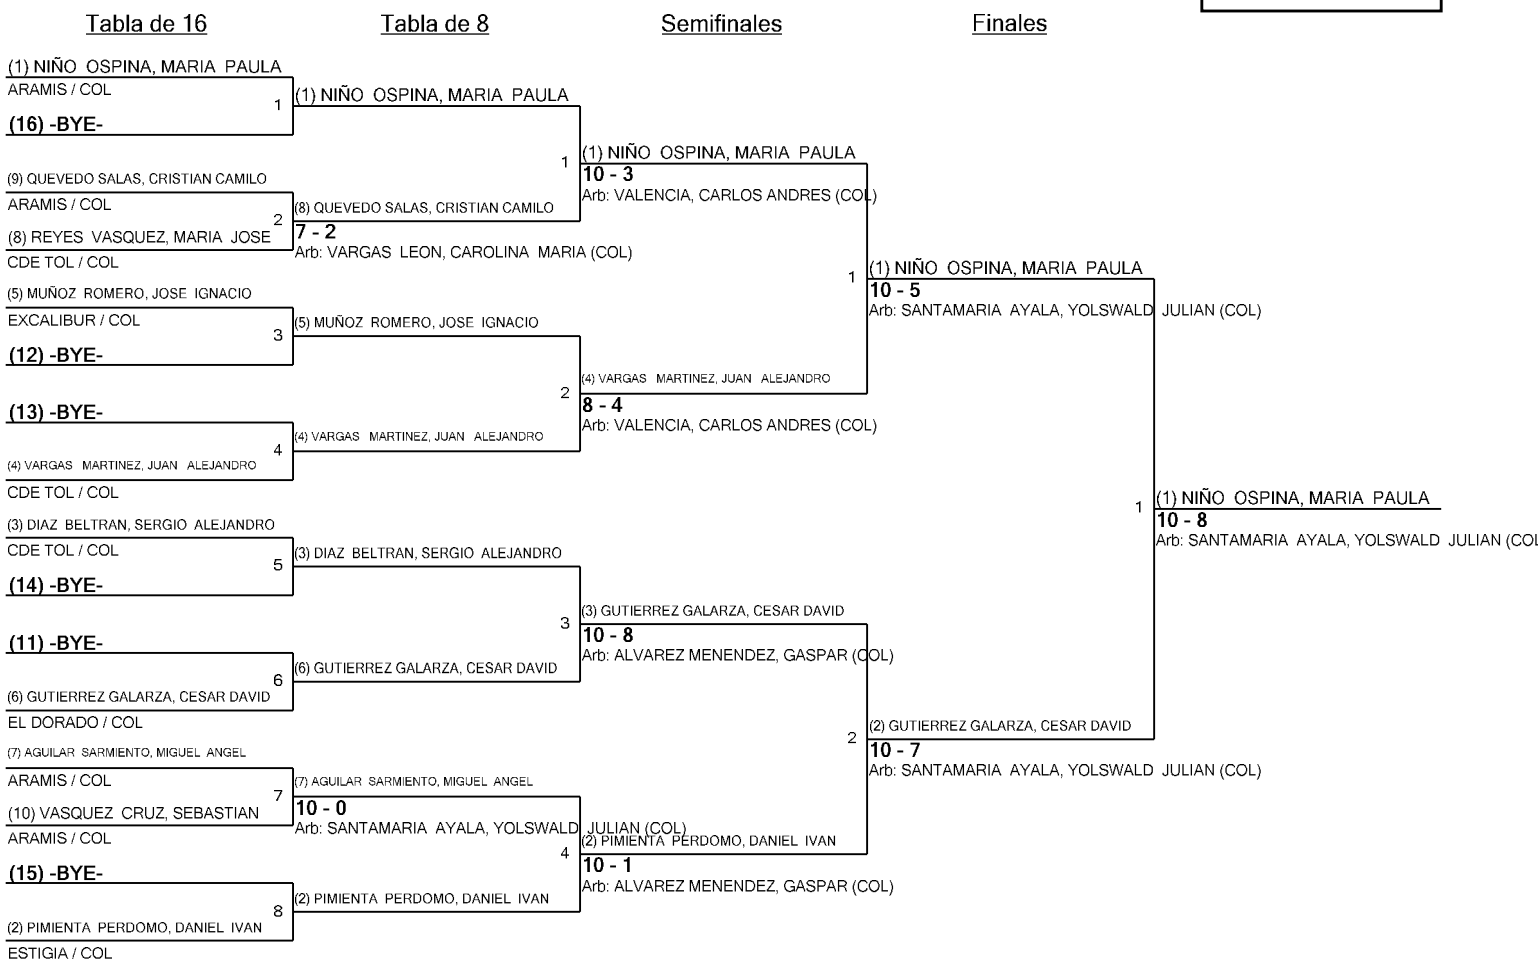 Tabla de 16
Tabla de 8
Semifinales
Finales
(1) NIÑO OSPINA, MARIA PAULA
ARAMIS / COL
1
(16) -BYE-
(9) QUEVEDO SALAS, CRISTIAN CAMILO
ARAMIS / COL
2
(8) REYES VASQUEZ, MARIA JOSE
CDE TOL / COL
(5) MUÑOZ ROMERO, JOSE IGNACIO
EXCALIBUR / COL
3
(12) -BYE-
(13) -BYE-
4
(4) VARGAS MARTINEZ, JUAN ALEJANDRO
CDE TOL / COL
(3) DIAZ BELTRAN, SERGIO ALEJANDRO
CDE TOL / COL
5
(14) -BYE-
(11) -BYE-
6
(6) GUTIERREZ GALARZA, CESAR DAVID
EL DORADO / COL
(7) AGUILAR SARMIENTO, MIGUEL ANGEL
ARAMIS / COL
7
(10) VASQUEZ CRUZ, SEBASTIAN
ARAMIS / COL
(15) -BYE-
8
(2) PIMIENTA PERDOMO, DANIEL IVAN
ESTIGIA / COL
(1) NIÑO OSPINA, MARIA PAULA
1
(8) QUEVEDO SALAS, CRISTIAN CAMILO
7 - 2
Arb: VARGAS LEON, CAROLINA MARIA (COL)
(5) MUÑOZ ROMERO, JOSE IGNACIO
2
(4) VARGAS MARTINEZ, JUAN ALEJANDRO
(3) DIAZ BELTRAN, SERGIO ALEJANDRO
3
(6) GUTIERREZ GALARZA, CESAR DAVID
(7) AGUILAR SARMIENTO, MIGUEL ANGEL
10 - 0
Arb: SANTAMARIA AYALA, YOLSWALD JULIAN (COL)
4
(2) PIMIENTA PERDOMO, DANIEL IVAN
(1) NIÑO OSPINA, MARIA PAULA
10 - 3
Arb: VALENCIA, CARLOS ANDRES (COL)
1
(4) VARGAS MARTINEZ, JUAN ALEJANDRO
8 - 4
Arb: VALENCIA, CARLOS ANDRES (COL)
(3) GUTIERREZ GALARZA, CESAR DAVID
10 - 8
Arb: ALVAREZ MENENDEZ, GASPAR (COL)
2
(2) PIMIENTA PERDOMO, DANIEL IVAN
10 - 1
Arb: ALVAREZ MENENDEZ, GASPAR (COL)
(1) NIÑO OSPINA, MARIA PAULA
10 - 5
Arb: SANTAMARIA AYALA, YOLSWALD JULIAN (COL)
1
(2) GUTIERREZ GALARZA, CESAR DAVID
10 - 7
Arb: SANTAMARIA AYALA, YOLSWALD JULIAN (COL)
(1) NIÑO OSPINA, MARIA PAULA
10 - 8
Arb: SANTAMARIA AYALA, YOLSWALD JULIAN (COL